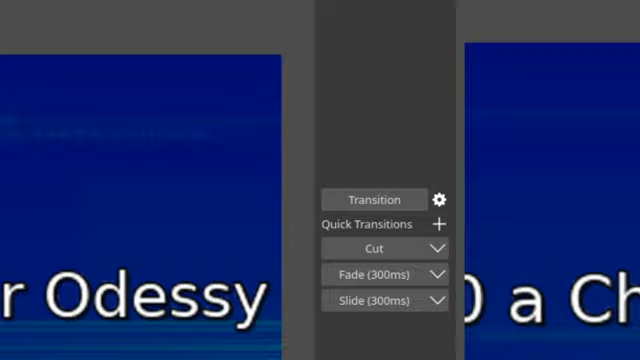 r Odessy
Transition
Quick Transitions
Cut
Fade (300ms)
Slide (300ms)
0 a Ch